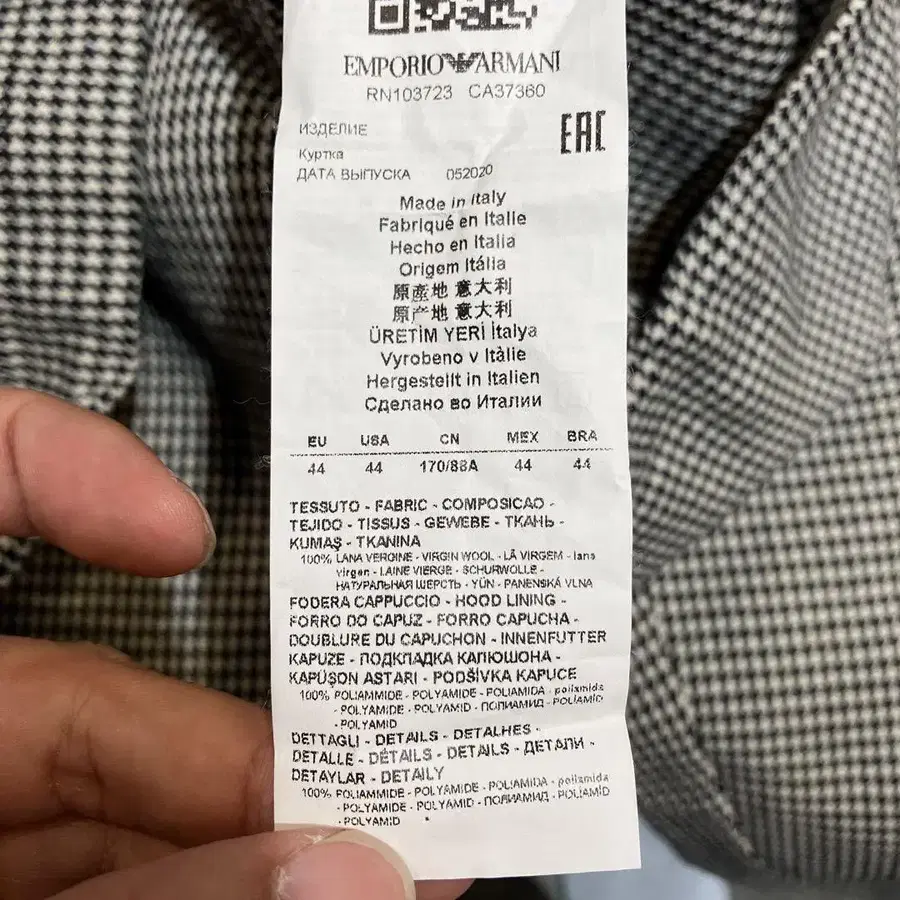 EMPORIO ARMANI
RN103723 CA37360
ИЗДЕЛИЕ
EAC
Куртка
ДАТА ВЫПУСКА 052020
Made in Italy
Fabriqué en Italie
Hecho en Italia
Origem Itália
原產地 意大利
原产地 意大利
ÜRETİM YERİ İtalya
Vyrobeno v Itàlie
Hergestellt in Italien
Сделано во Италии
EU USA CN MEX BRA
44 44 170/88A 44 44
TESSUTO - FABRIC - COMPOSICAO -
TEJIDO - TISSUS - GEWEBE - ТКАНЬ -
KUMAŞ - TKANINA
100% LANA VERGINE - VIRGIN WOOL - LÃ VIRGEM - lana
virgen - LAINE VIERGE - SCHURWOLLE -
НАТУРАЛЬНАЯ ШЕРСТЬ - YÜN - PANENSKÁ VLNA
FODERA CAPPUCCIO - HOOD LINING -
FORRO DO CAPUZ - FORRO CAPUCHA -
DOUBLURE DU CAPUCHON - INNENFUTTER
KAPUZE - ПОДКЛАДКА КАПЮШОНА -
KAPÜŞON ASTARI - PODŠÍVKA KAPUCE
100% POLIAMMIDE - POLYAMIDE - POLIAMIDA - poliamida
- POLYAMIDE - POLYAMID - ПОЛИАМИД - POLİAMİD
- POLYAMID
DETTAGLI - DETAILS - DETALHES -
DETALLE - DÉTAILS - DETAILS - ДЕТАЛИ -
DETAYLAR - DETAILY
100% POLIAMMIDE - POLYAMIDE - POLIAMIDA - poliamida
- POLYAMIDE - POLYAMID - ПОЛИАМИД - POLİAMİD
- POLYAMID